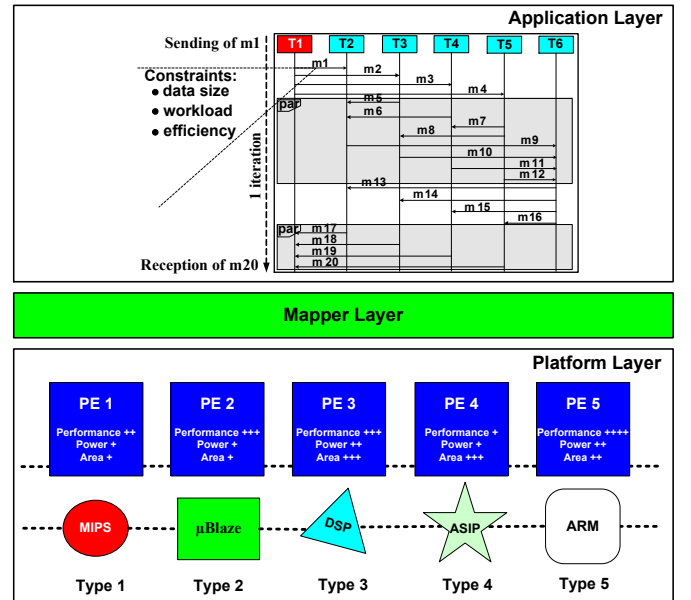 Application Layer
Sending of m1
T1 T2 T3 T4 T5 T6
m1
m2
m3
m4
Constraints:
• data size
• workload
• efficiency
1 iteration
par
m5
m6
m7
m8
m9
m10
m11
m12
m13
m14
m15
m16
par
m17
m18
m19
m20
Reception of m20
Mapper Layer
Platform Layer
PE 1
Performance ++
Power +
Area +
PE 2
Performance +++
Power +
Area +
PE 3
Performance +++
Power ++
Area +++
PE 4
Performance +
Power +
Area +++
PE 5
Performance ++++
Power ++
Area ++
MIPS
µBlaze
DSP
ASIP
ARM
Type 1
Type 2
Type 3
Type 4
Type 5